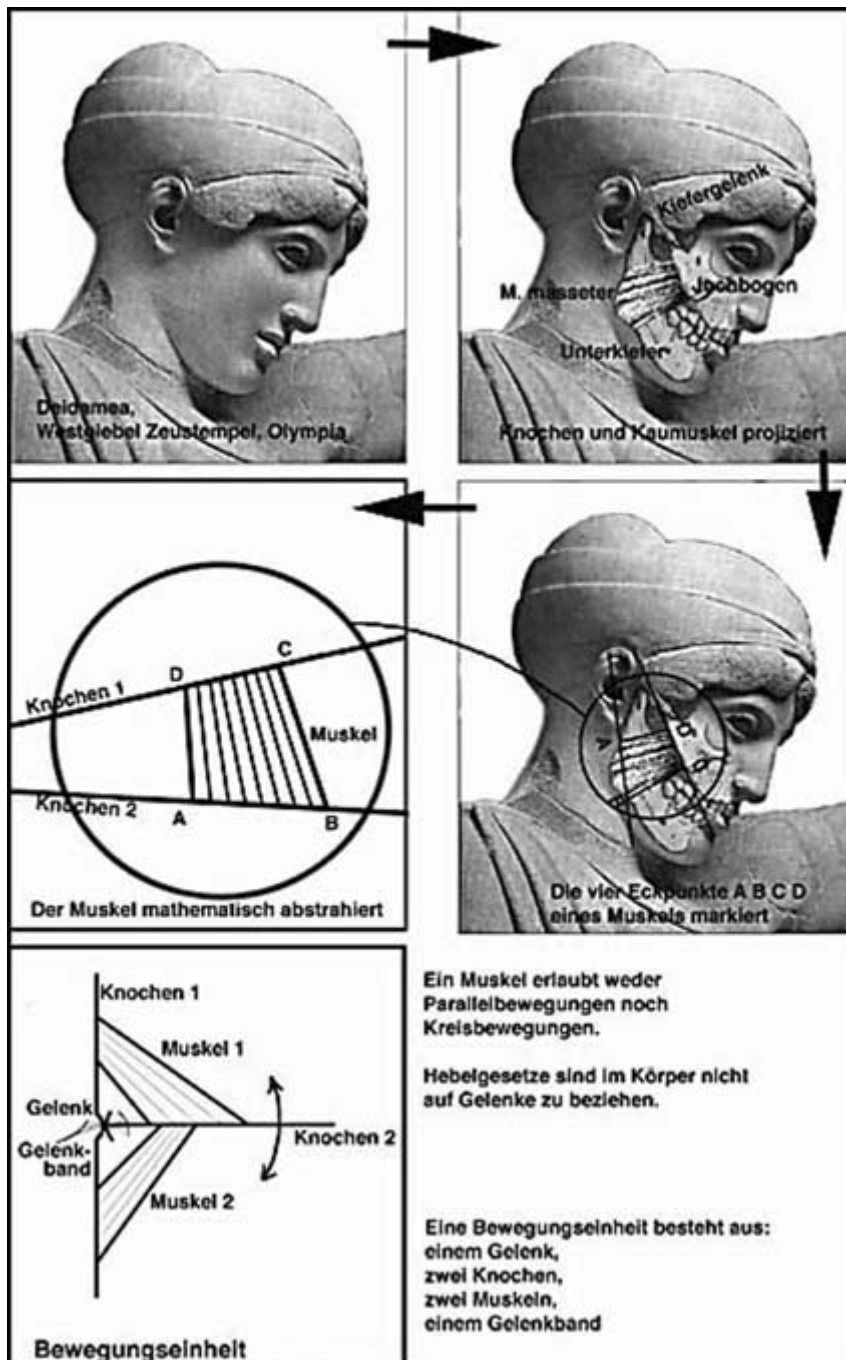 Deidamea,
Westgiebel Zeustempel, Olympia
Kiefergelenk
M. masseter
Jochbogen
Unterkiefer
Knochen und Kaumuskel projiziert
D
C
Knochen 1
Muskel
Knochen 2
A
B
Der Muskel mathematisch abstrahiert
A
Die vier Eckpunkte A B C D
eines Muskels markiert
Knochen 1
Muskel 1
Gelenk
Knochen 2
Gelenk-
band
Muskel 2
Bewegungseinheit
Ein Muskel erlaubt weder
Parallelbewegungen noch
Kreisbewegungen.
Hebelgesetze sind im Körper nicht
auf Gelenke zu beziehen.
Eine Bewegungseinheit besteht aus:
einem Gelenk,
zwei Knochen,
zwei Muskeln,
einem Gelenkband